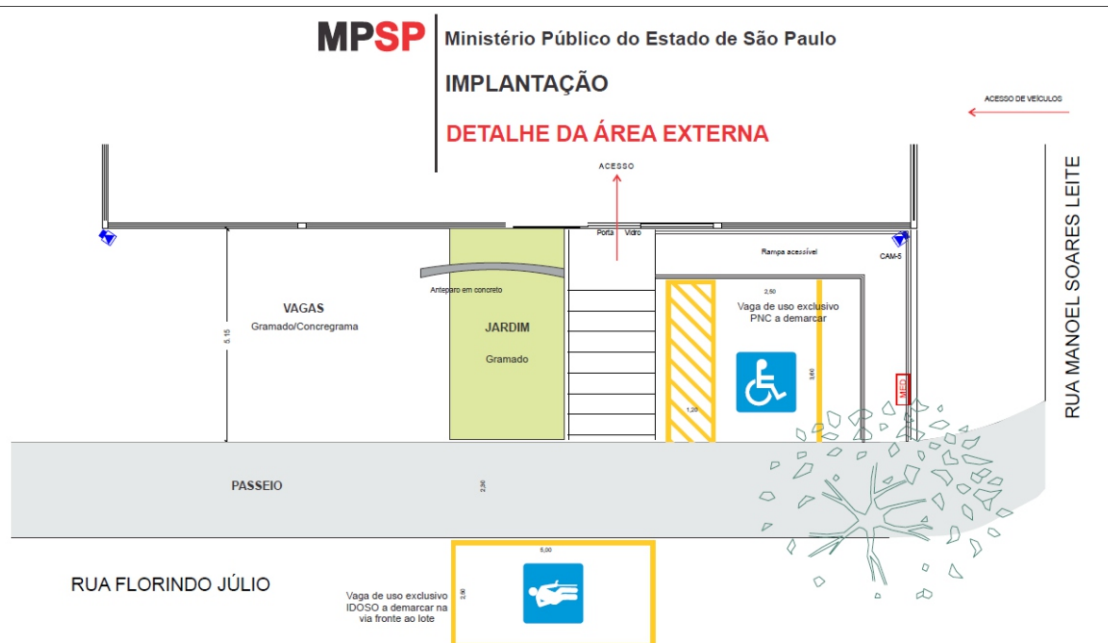 MPSP
Ministério Público do Estado de São Paulo
IMPLANTAÇÃO
DETALHE DA ÁREA EXTERNA
ACESSO DE VEÍCULOS
ACESSO
RUA MANOEL SOARES LEITE
Porta Vidro
Rampa acessível
CAM-5
Anteparo em concreto
2,50
VAGAS
Gramado/Concregrama
Vaga de uso exclusivo
PNC a demarcar
5.15
JARDIM
Gramado
MED
1,20
PASSEIO
5,00
RUA FLORINDO JÚLIO
Vaga de uso exclusivo
IDOSO a demarcar na
via fronte ao lote